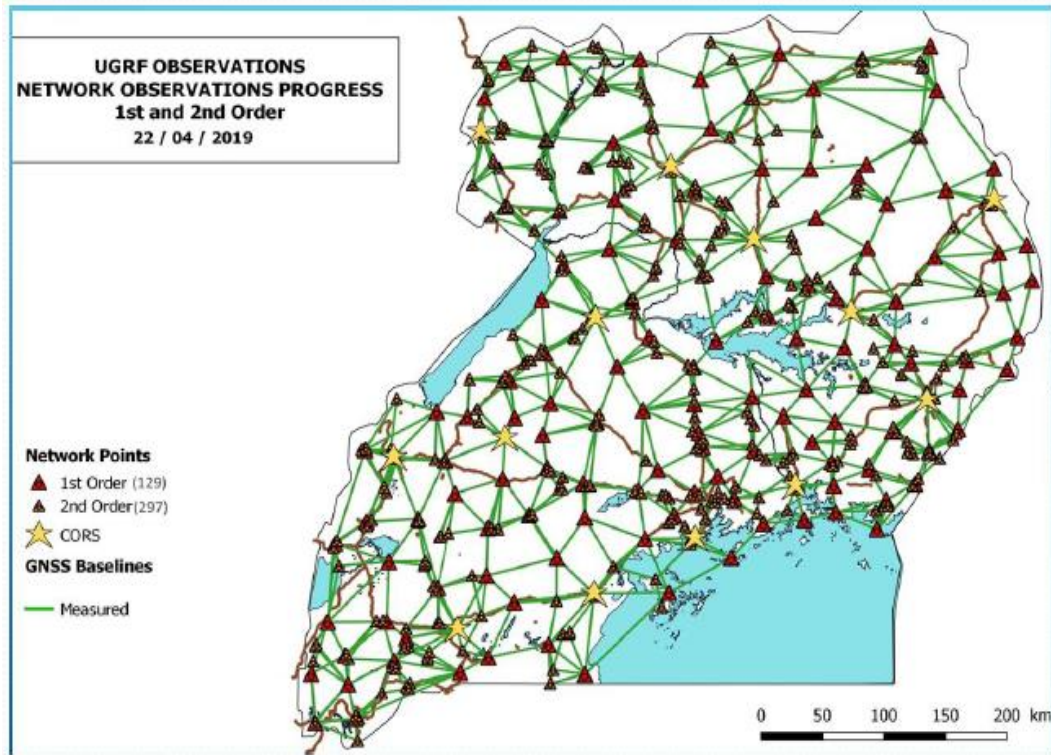 UGRF OBSERVATIONS
NETWORK OBSERVATIONS PROGRESS
1st and 2nd Order
22 / 04 / 2019
Network Points
1st Order (129)
2nd Order(297)
CORS
GNSS Baselines
Measured
0 50 100 150 200 km